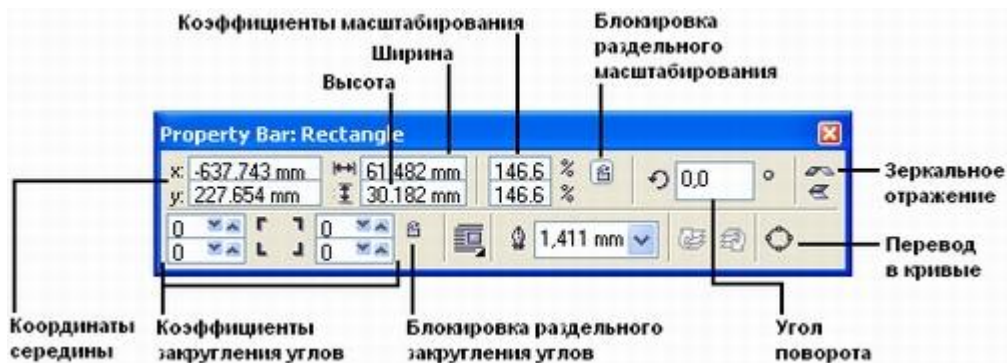 Коэффициенты масштабирования
Блокировка
раздельного
масштабирования
Ширина
Высота
Property Bar: Rectangle
x: -637.743 mm 61.482 mm 146.6 %
y: 227.654 mm 30.182 mm 146.6 %
0,0 °
0 0
0 0
1,411 mm
Зеркальное
отражение
Перевод
в кривые
Координаты
середины
Коэффициенты
закругления углов
Блокировка раздельного
закругления углов
Угол
поворота